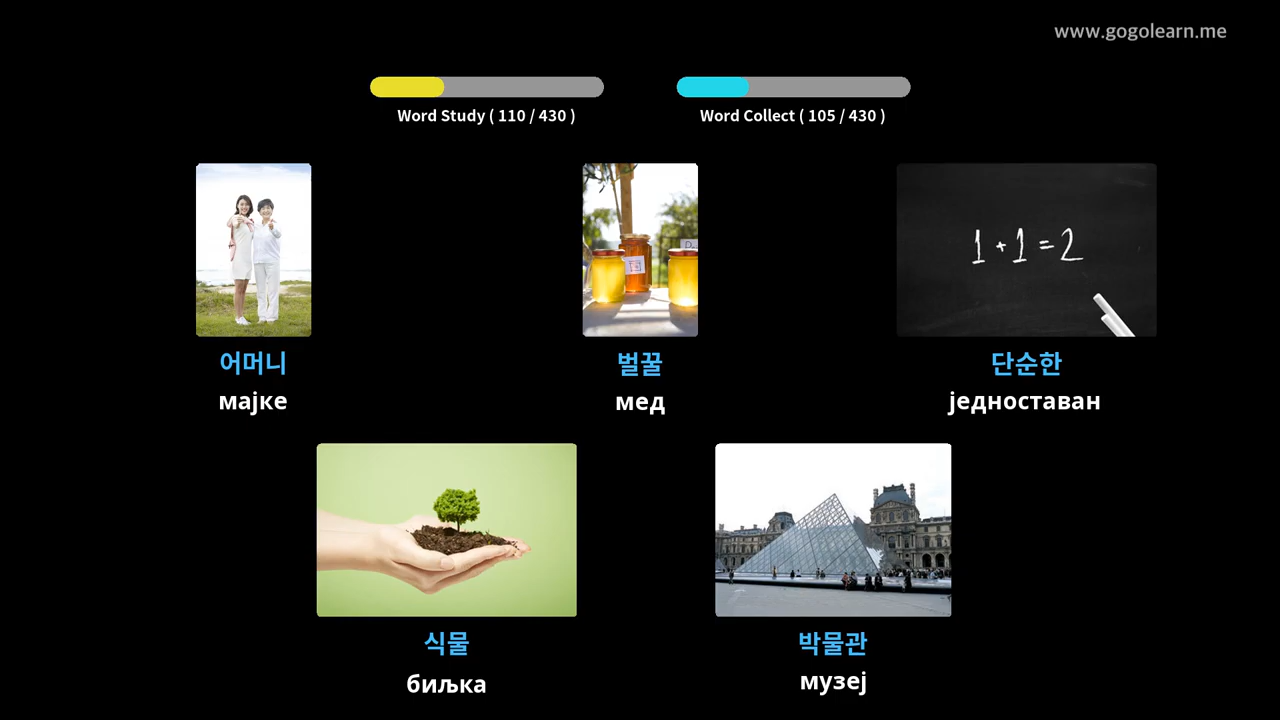 www.gogolearn.me
Word Study ( 110 / 430 )
Word Collect ( 105 / 430 )
1 + 1 = 2
어머니
мајке
벌꿀
мед
단순한
једноставан
식물
биљка
박물관
музеј